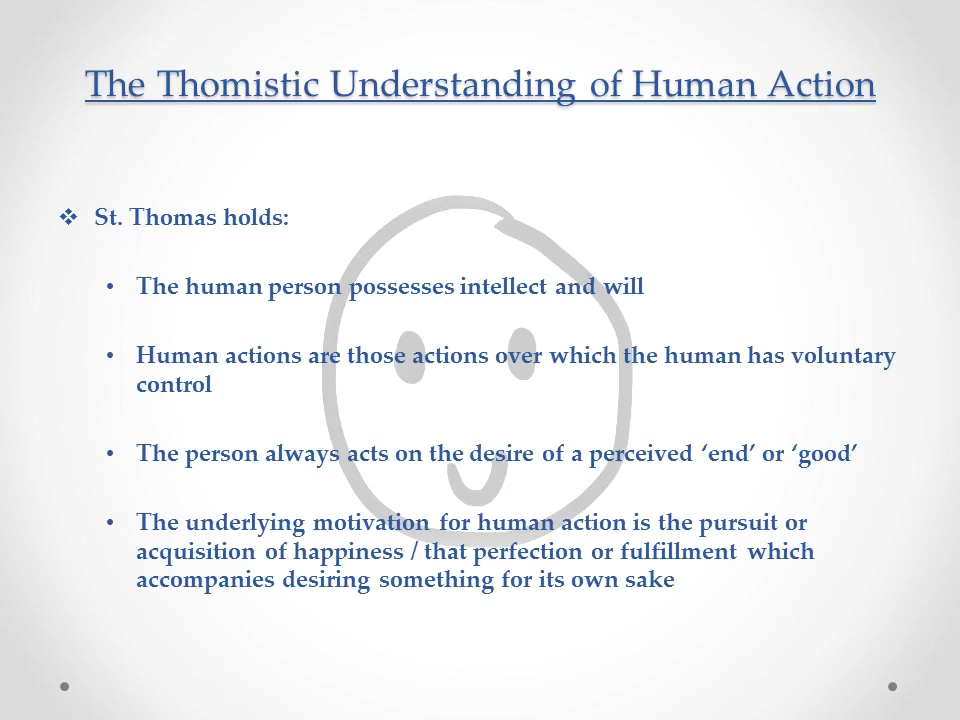 The Thomistic Understanding of Human Action
❖ St. Thomas holds:
• The human person possesses intellect and will
• Human actions are those actions over which the human has voluntary
control
• The person always acts on the desire of a perceived ‘end’ or ‘good’
• The underlying motivation for human action is the pursuit or
acquisition of happiness / that perfection or fulfillment which
accompanies desiring something for its own sake